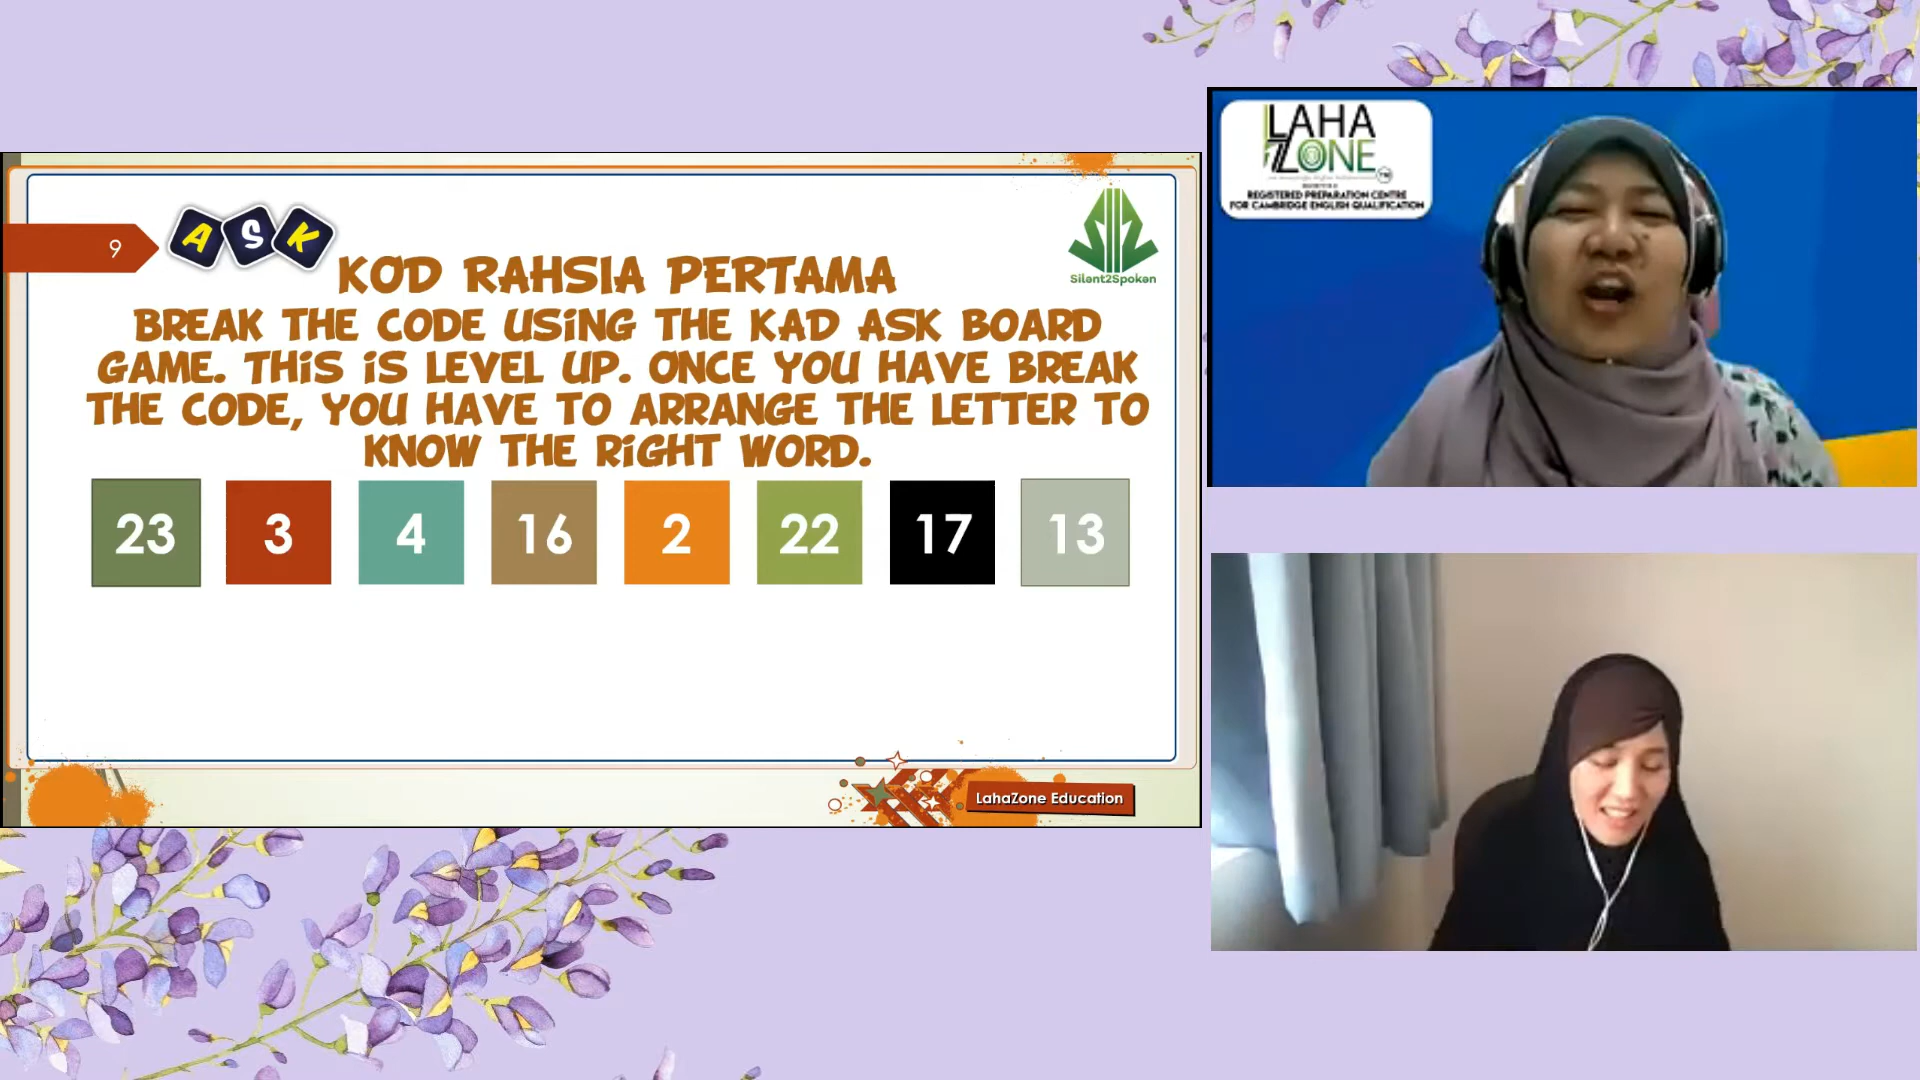 9
ASK
KOD RAHSIA PERTAMA
BREAK THE CODE USING THE KAD ASK BOARD
GAME. THIS IS LEVEL UP. ONCE YOU HAVE BREAK
THE CODE, YOU HAVE TO ARRANGE THE LETTER TO
KNOW THE RIGHT WORD.
Silent2Spoken
23 3 4 16 2 22 17 13
LahaZone Education
LAHA
ZONE
REGISTERED PREPARATION CENTRE
FOR CAMBRIDGE ENGLISH QUALIFICATION